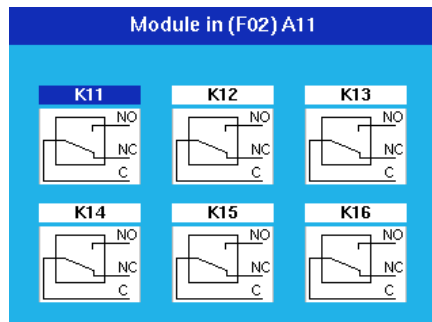 Module in (F02) A11
K11 K12 K13
NO NO NO
NC NC NC
C C C
K14 K15 K16
NO NO NO
NC NC NC
C C C